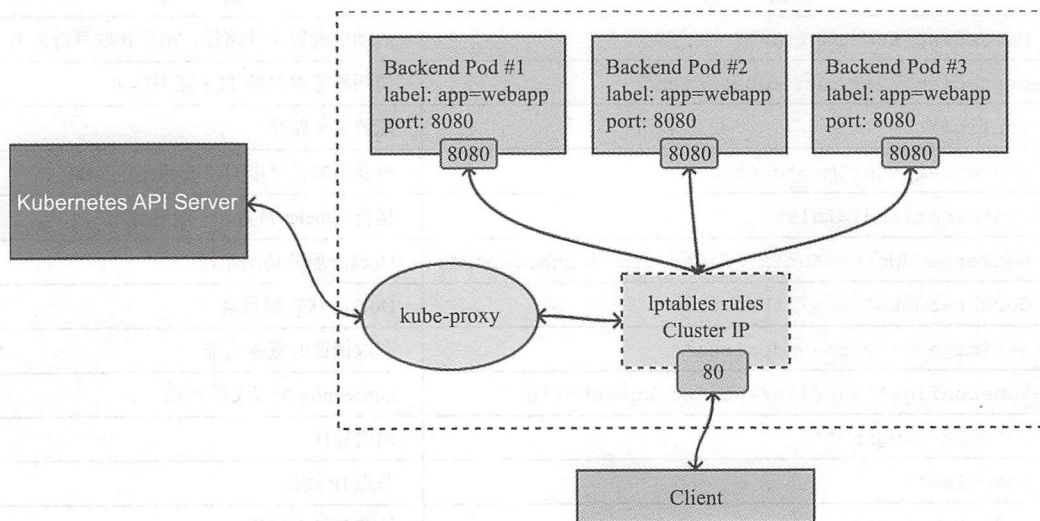 Backend Pod #1
label: app=webapp
port: 8080
8080
Backend Pod #2
label: app=webapp
port: 8080
8080
Backend Pod #3
label: app=webapp
port: 8080
8080
Kubernetes API Server
kube-proxy
lptables rules
Cluster IP
80
Client